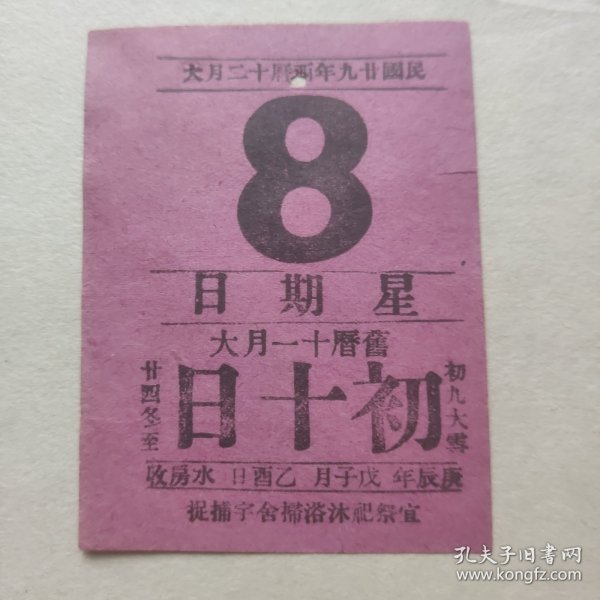 民國廿九年西曆十二月大
8
星期日
舊曆十一月大
初九大雪
初十日
廿四冬至
庚辰年 戊子月 乙酉日 水房收
宜祭祀沐浴掃舍宇捕捉
孔夫子旧书网
www.kongfz.com